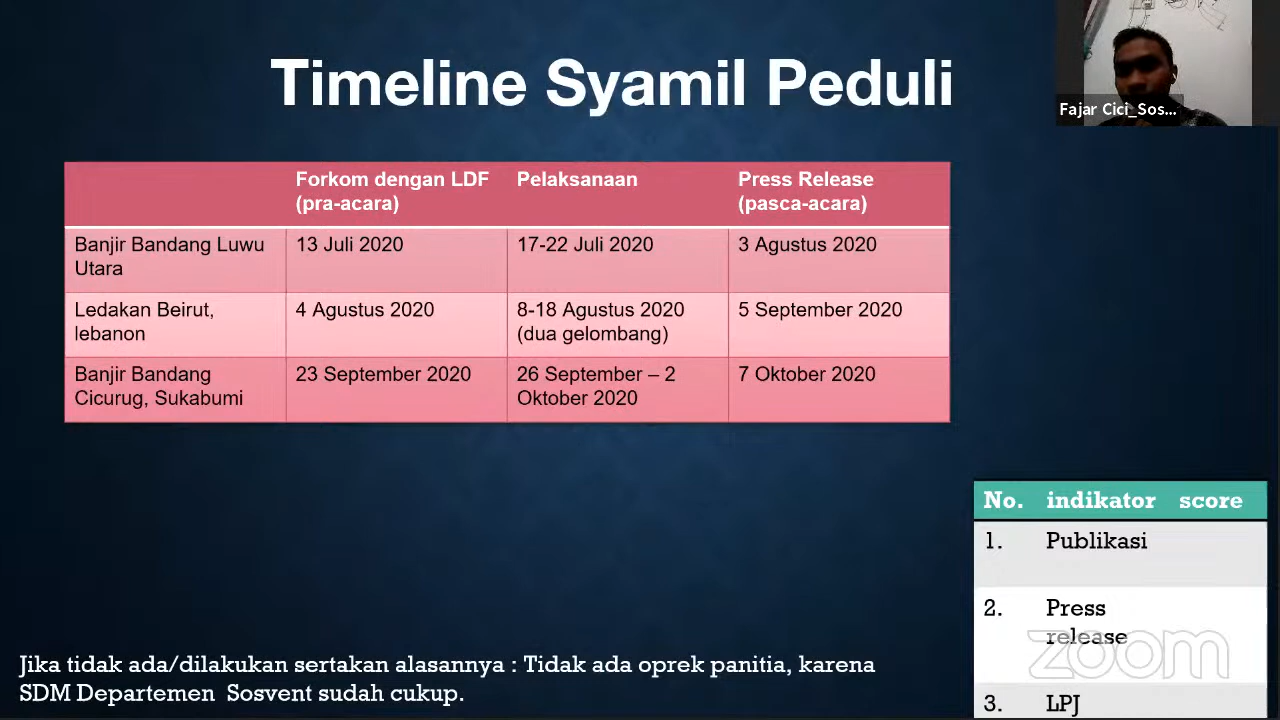 Timeline Syamil Peduli
Fajar Cici_Sos...
Forkom dengan LDF Pelaksanaan Press Release
(pra-acara) (pasca-acara)
Banjir Bandang Luwu 13 Juli 2020 17-22 Juli 2020 3 Agustus 2020
Utara
Ledakan Beirut, 4 Agustus 2020 8-18 Agustus 2020 5 September 2020
lebanon (dua gelombang)
Banjir Bandang 23 September 2020 26 September – 2 7 Oktober 2020
Cicurug, Sukabumi Oktober 2020
No. indikator score
1. Publikasi
2. Press
release
zoom
3. LPJ
Jika tidak ada/dilakukan sertakan alasannya : Tidak ada oprek panitia, karena
SDM Departemen Sosvent sudah cukup.